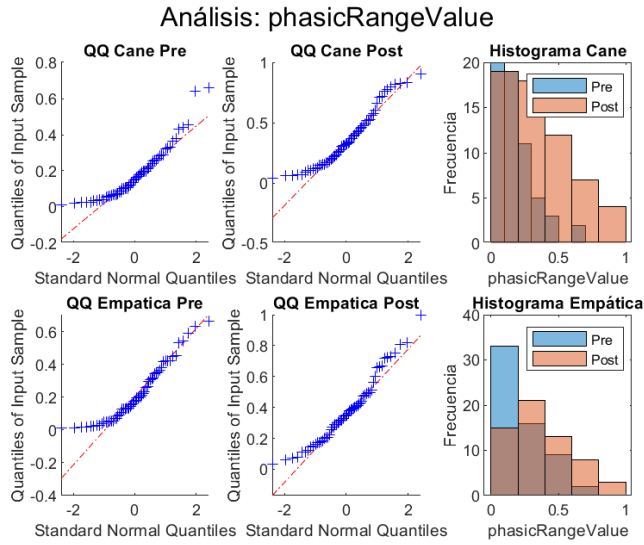 Análisis: phasicRangeValue
QQ Cane Pre
Quantiles of Input Sample
0.8
0.6
0.4
0.2
0
-0.2
-2
0
2
Standard Normal Quantiles
QQ Cane Post
Quantiles of Input Sample
1
0.5
0
-0.5
-2
0
2
Standard Normal Quantiles
Histograma Cane
Frecuencia
20
15
10
5
0
Pre
Post
0
0.5
1
phasicRangeValue
QQ Empatica Pre
Quantiles of Input Sample
0.6
0.4
0.2
0
-0.2
-0.4
-2
0
2
Standard Normal Quantiles
QQ Empatica Post
Quantiles of Input Sample
1
0.8
0.6
0.4
0.2
0
-2
0
2
Standard Normal Quantiles
Histograma Empática
Frecuencia
40
30
20
10
0
Pre
Post
0
0.5
1
phasicRangeValue